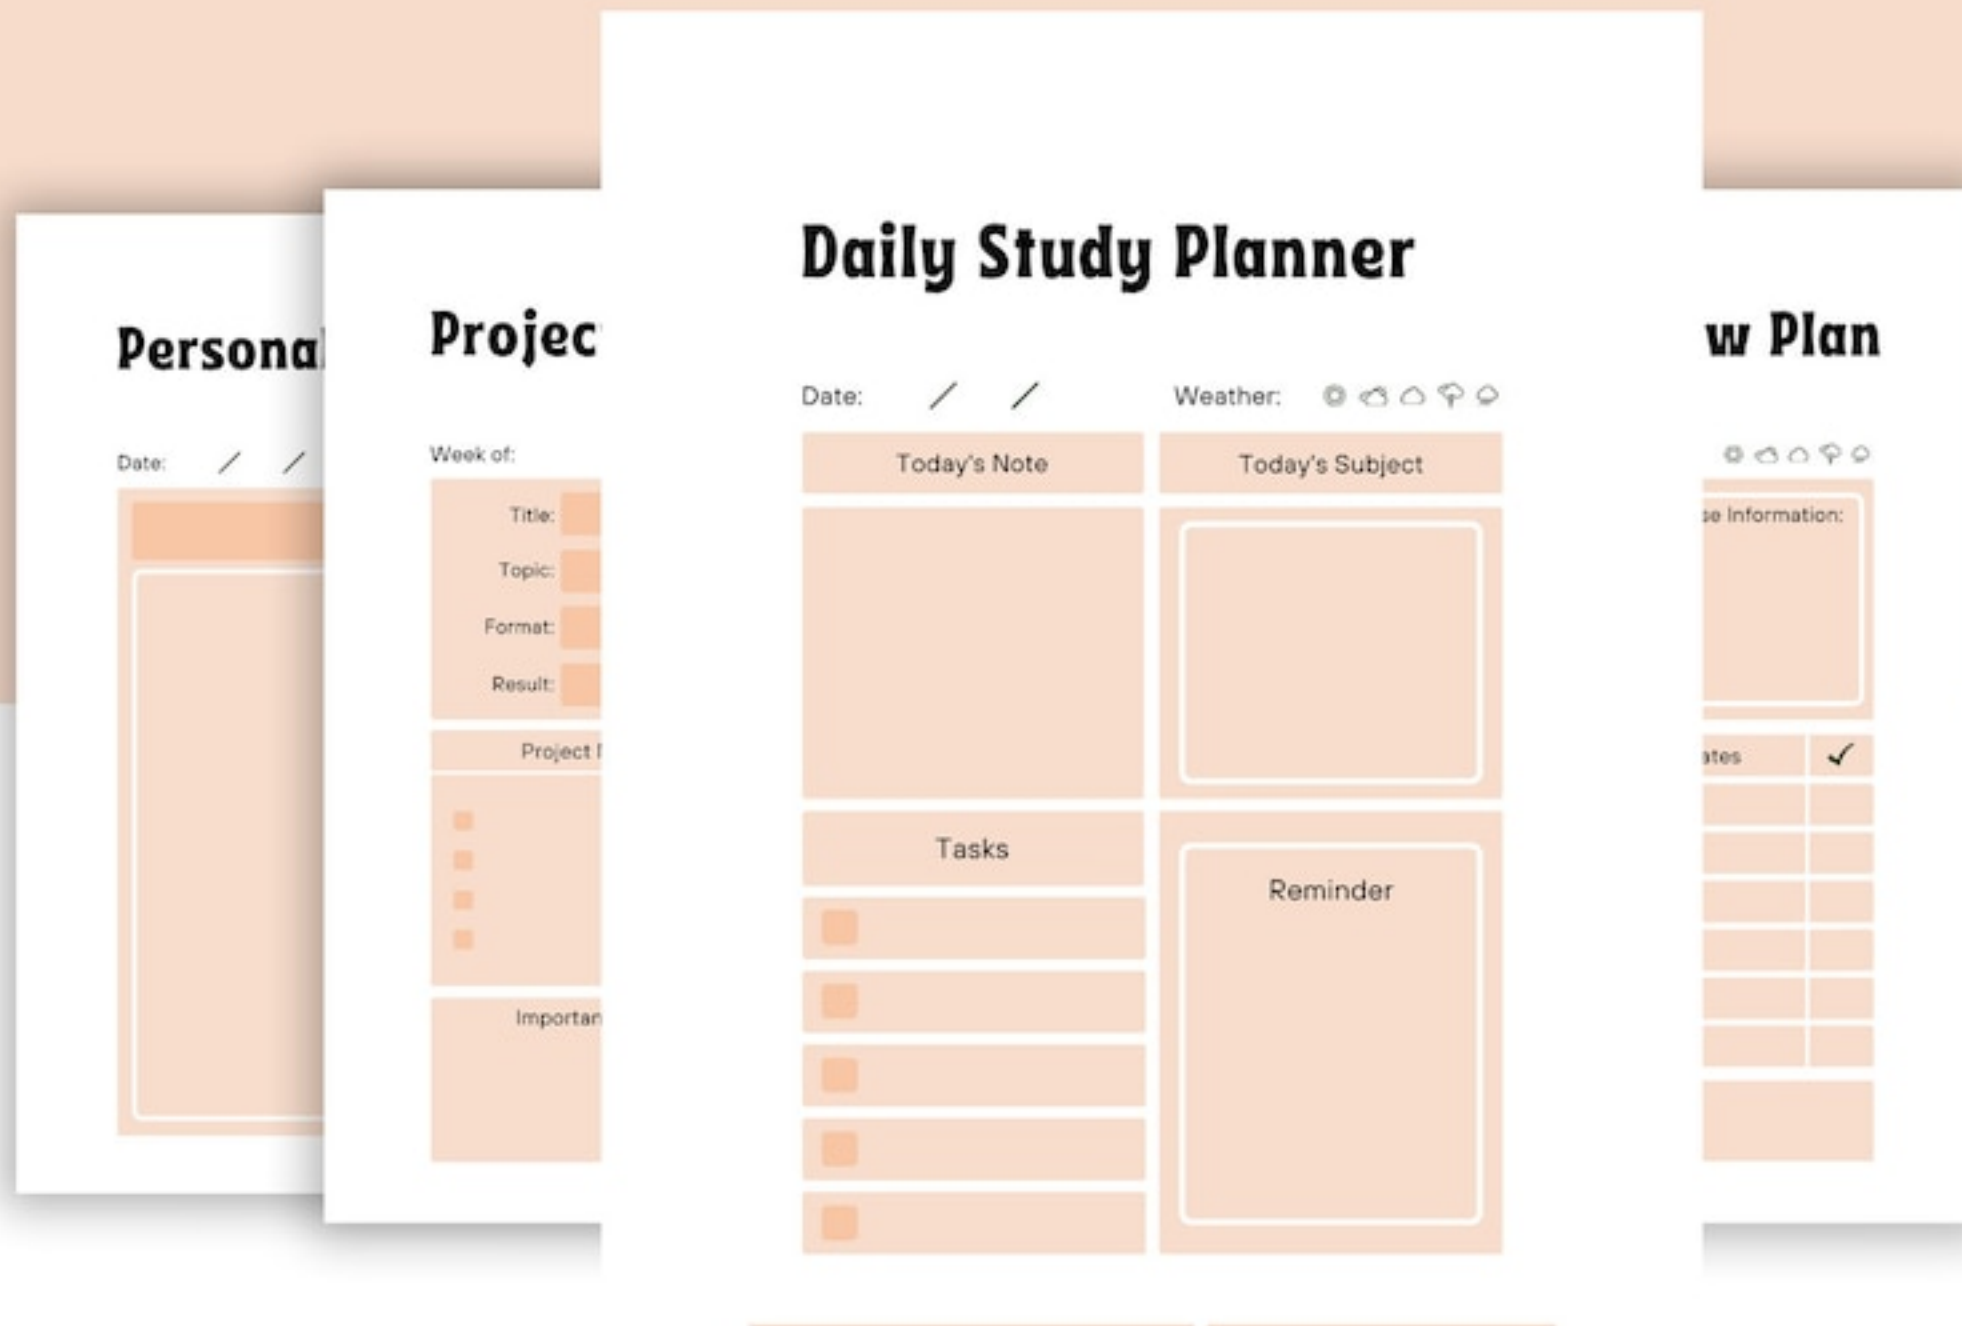 Daily Study Planner
Date: / /
Weather:
Today's Note
Today's Subject
Tasks
Reminder
Personal
Date: / /
Projec
Week of:
Title:
Topic:
Format:
Result:
Project
Importan
w Plan
se Information:
ates